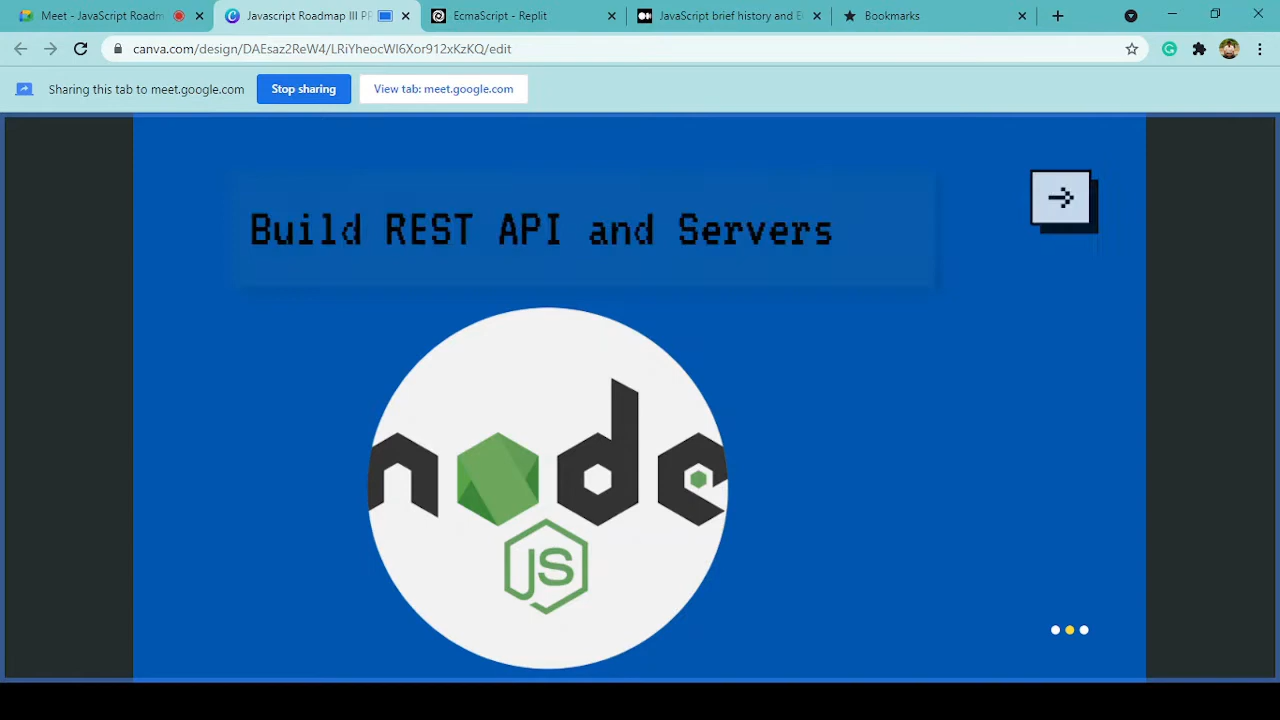 Meet - JavaScript Roadm
Javascript Roadmap III PP
EcmaScript - Replit
JavaScript brief history and E
Bookmarks
canva.com/design/DAEsaz2ReW4/LRiYheocWI6Xor912xKzKQ/edit
Sharing this tab to meet.google.com
Stop sharing
View tab: meet.google.com
Build REST API and Servers
node
JS